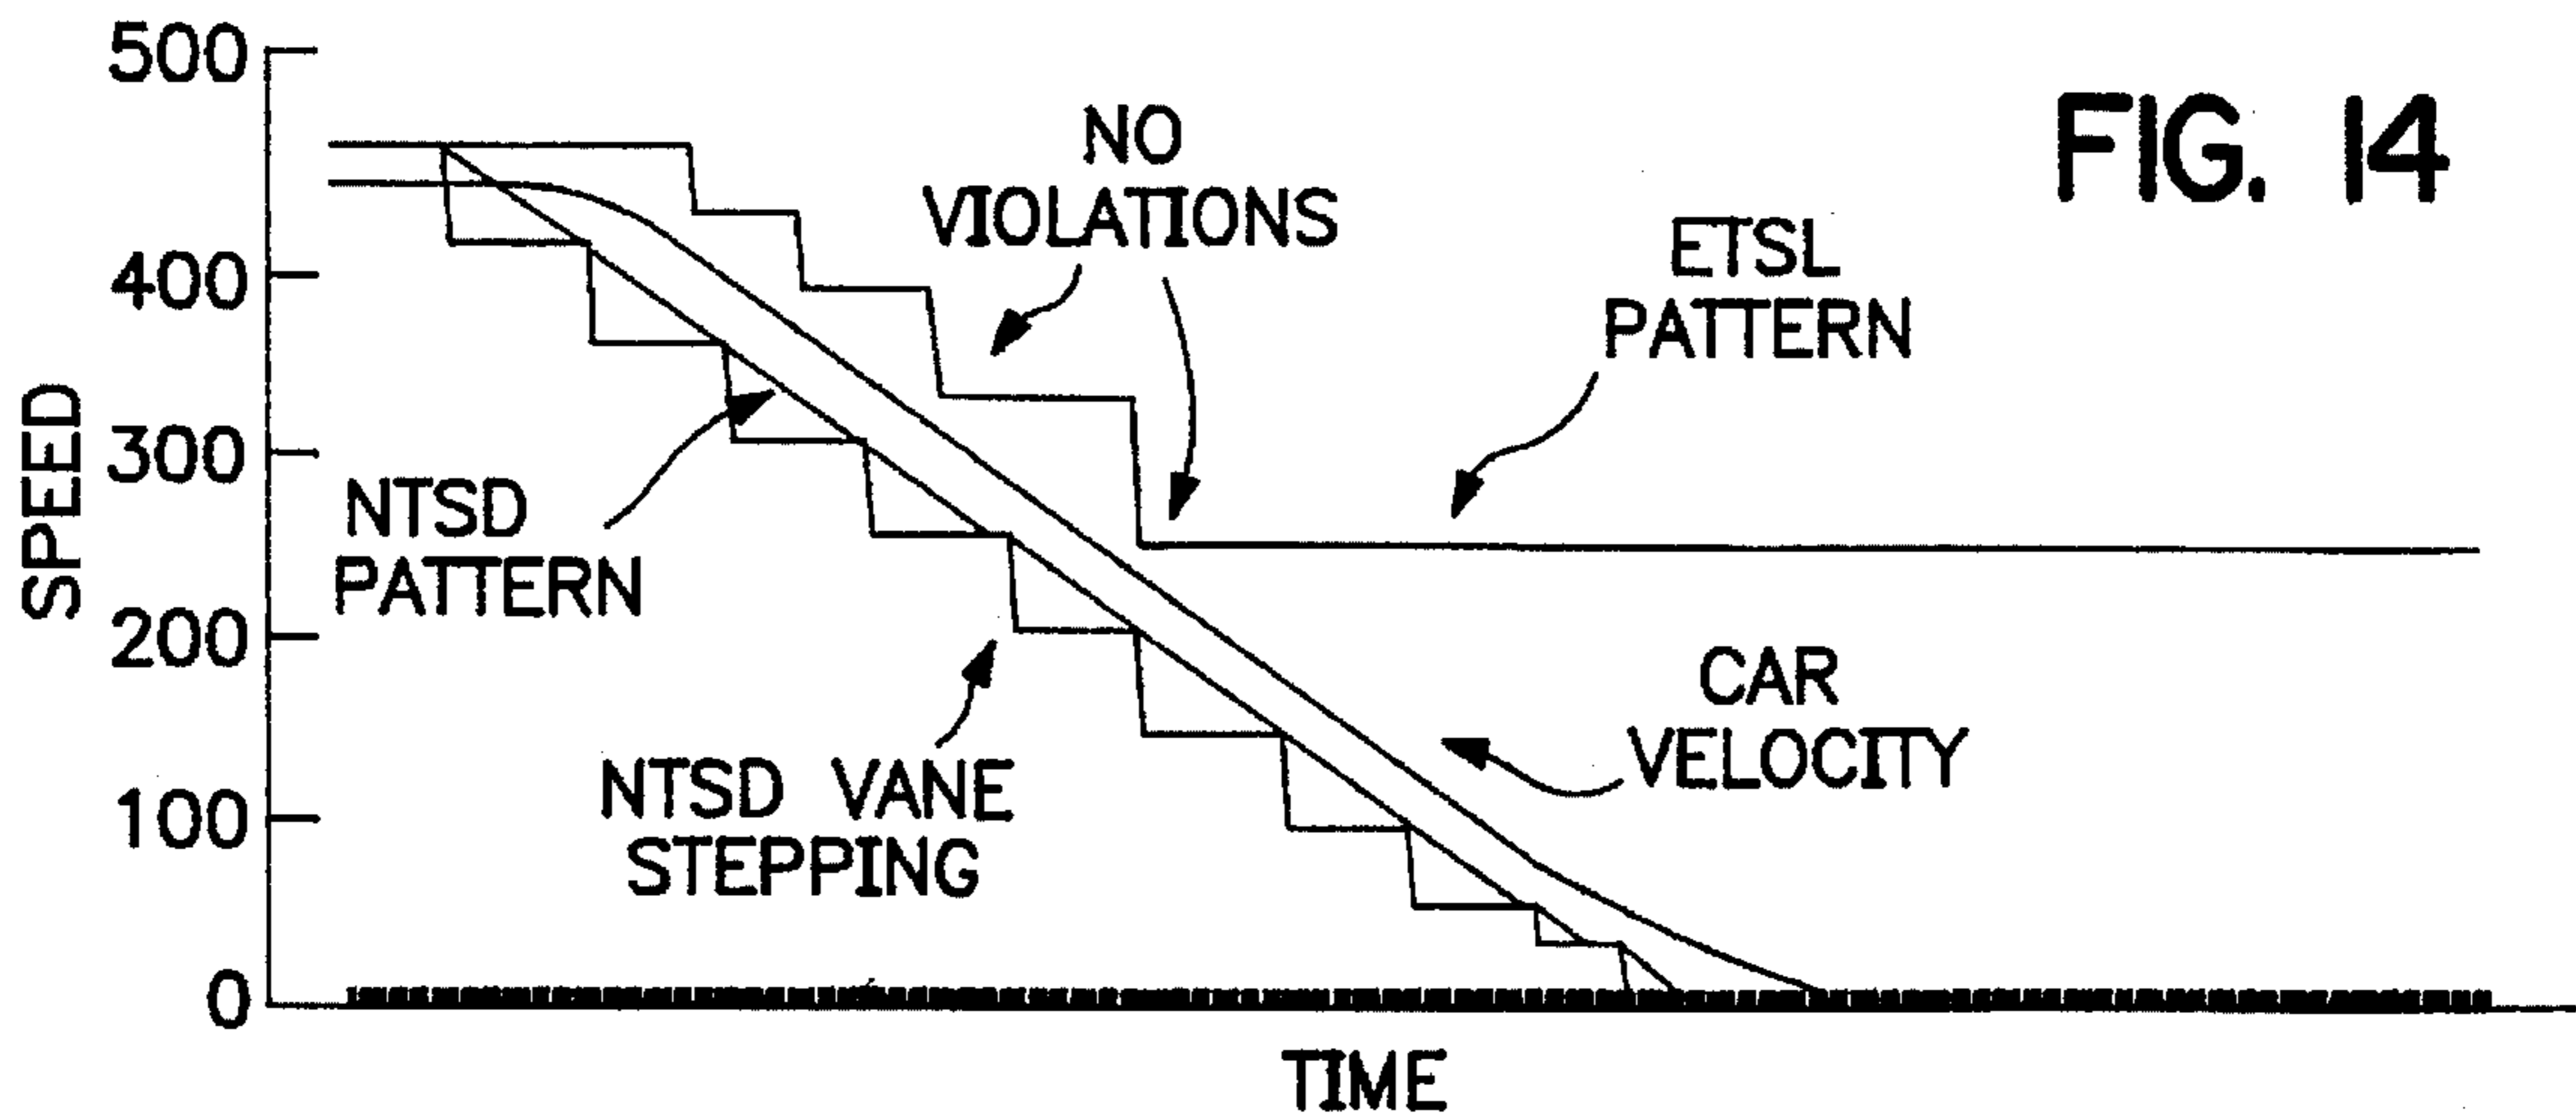 FIG. 14
500
400
300
200
100
0
SPEED
NO
VIOLATIONS
ETSL
PATTERN
NTSD
PATTERN
NTSD VANE
STEPPING
CAR
VELOCITY
TIME